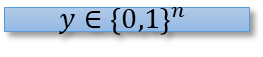 y ∈ {0,1}ⁿ